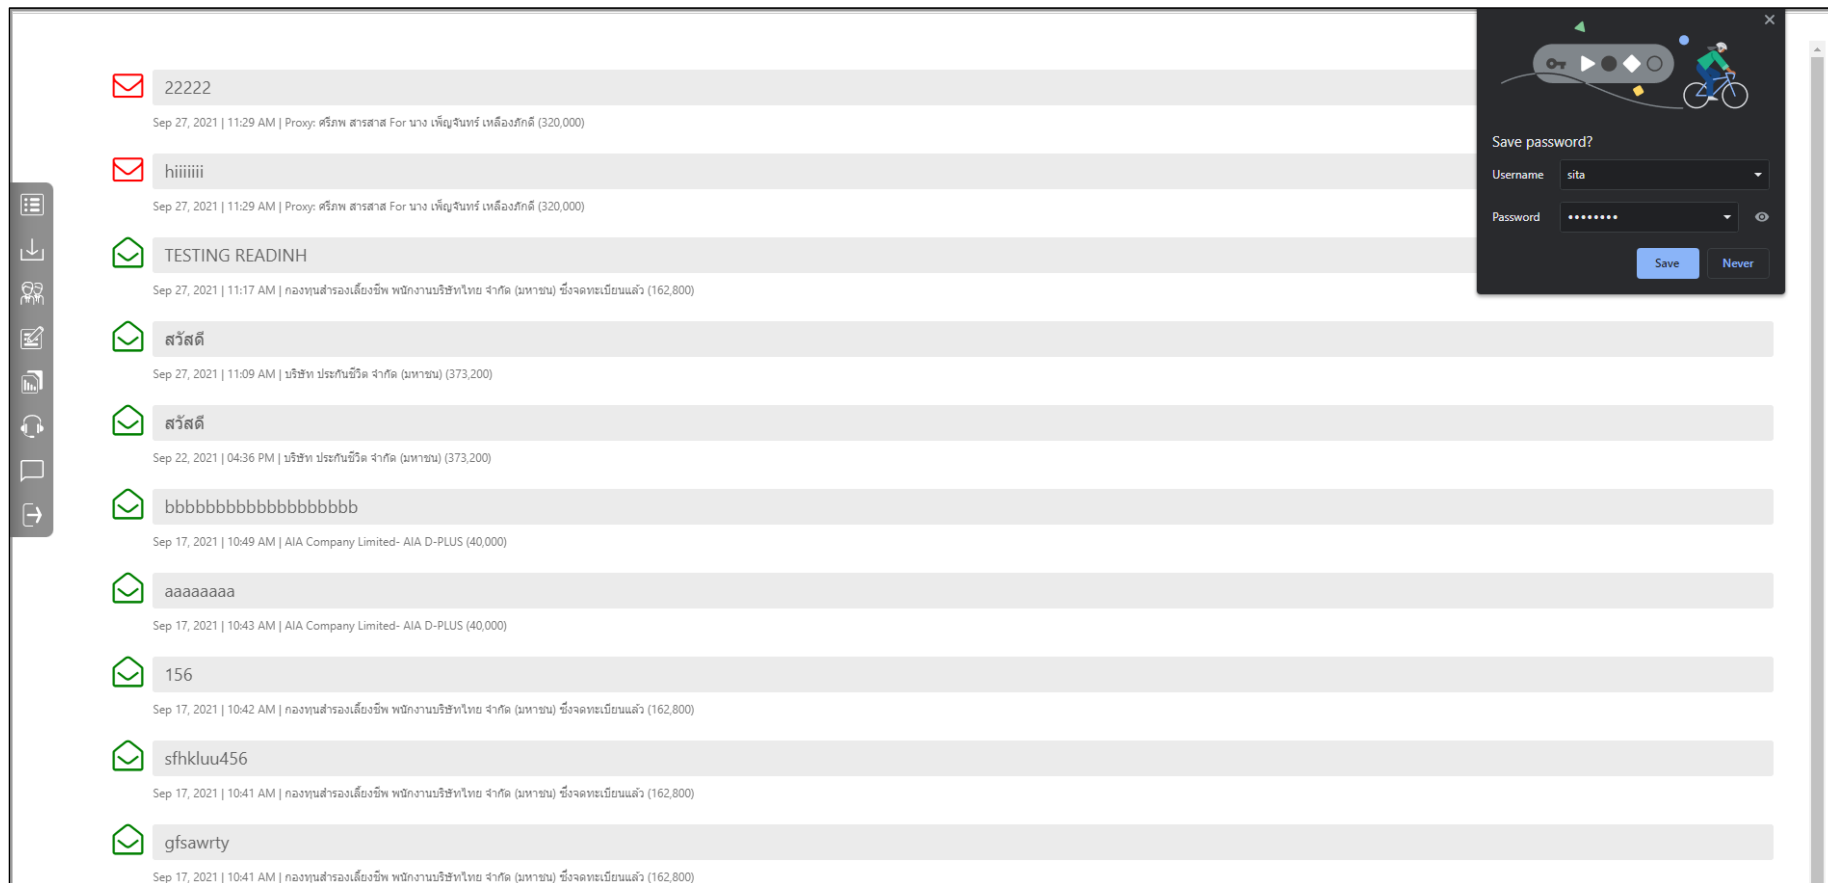 22222
Sep 27, 2021 | 11:29 AM | Proxy: ศรีภพ สารสาส For นาง เพ็ญจันทร์ เหลืองภักดี (320,000)
hiiiiiii
Sep 27, 2021 | 11:29 AM | Proxy: ศรีภพ สารสาส For นาง เพ็ญจันทร์ เหลืองภักดี (320,000)
TESTING READINH
Sep 27, 2021 | 11:17 AM | กองทุนสำรองเลี้ยงชีพ พนักงานบริษัทไทย จำกัด (มหาชน) ซึ่งจดทะเบียนแล้ว (162,800)
สวัสดี
Sep 27, 2021 | 11:09 AM | บริษัท ประกันชีวิต จำกัด (มหาชน) (373,200)
สวัสดี
Sep 22, 2021 | 04:36 PM | บริษัท ประกันชีวิต จำกัด (มหาชน) (373,200)
bbbbbbbbbbbbbbbbbbb
Sep 17, 2021 | 10:49 AM | AIA Company Limited- AIA D-PLUS (40,000)
aaaaaaaa
Sep 17, 2021 | 10:43 AM | AIA Company Limited- AIA D-PLUS (40,000)
156
Sep 17, 2021 | 10:42 AM | กองทุนสำรองเลี้ยงชีพ พนักงานบริษัทไทย จำกัด (มหาชน) ซึ่งจดทะเบียนแล้ว (162,800)
sfhkluu456
Sep 17, 2021 | 10:41 AM | กองทุนสำรองเลี้ยงชีพ พนักงานบริษัทไทย จำกัด (มหาชน) ซึ่งจดทะเบียนแล้ว (162,800)
gfsawrty
Sep 17, 2021 | 10:41 AM | กองทุนสำรองเลี้ยงชีพ พนักงานบริษัทไทย จำกัด (มหาชน) ซึ่งจดทะเบียนแล้ว (162,800)
Save password?
Username sita
Password ••••••••
Save Never